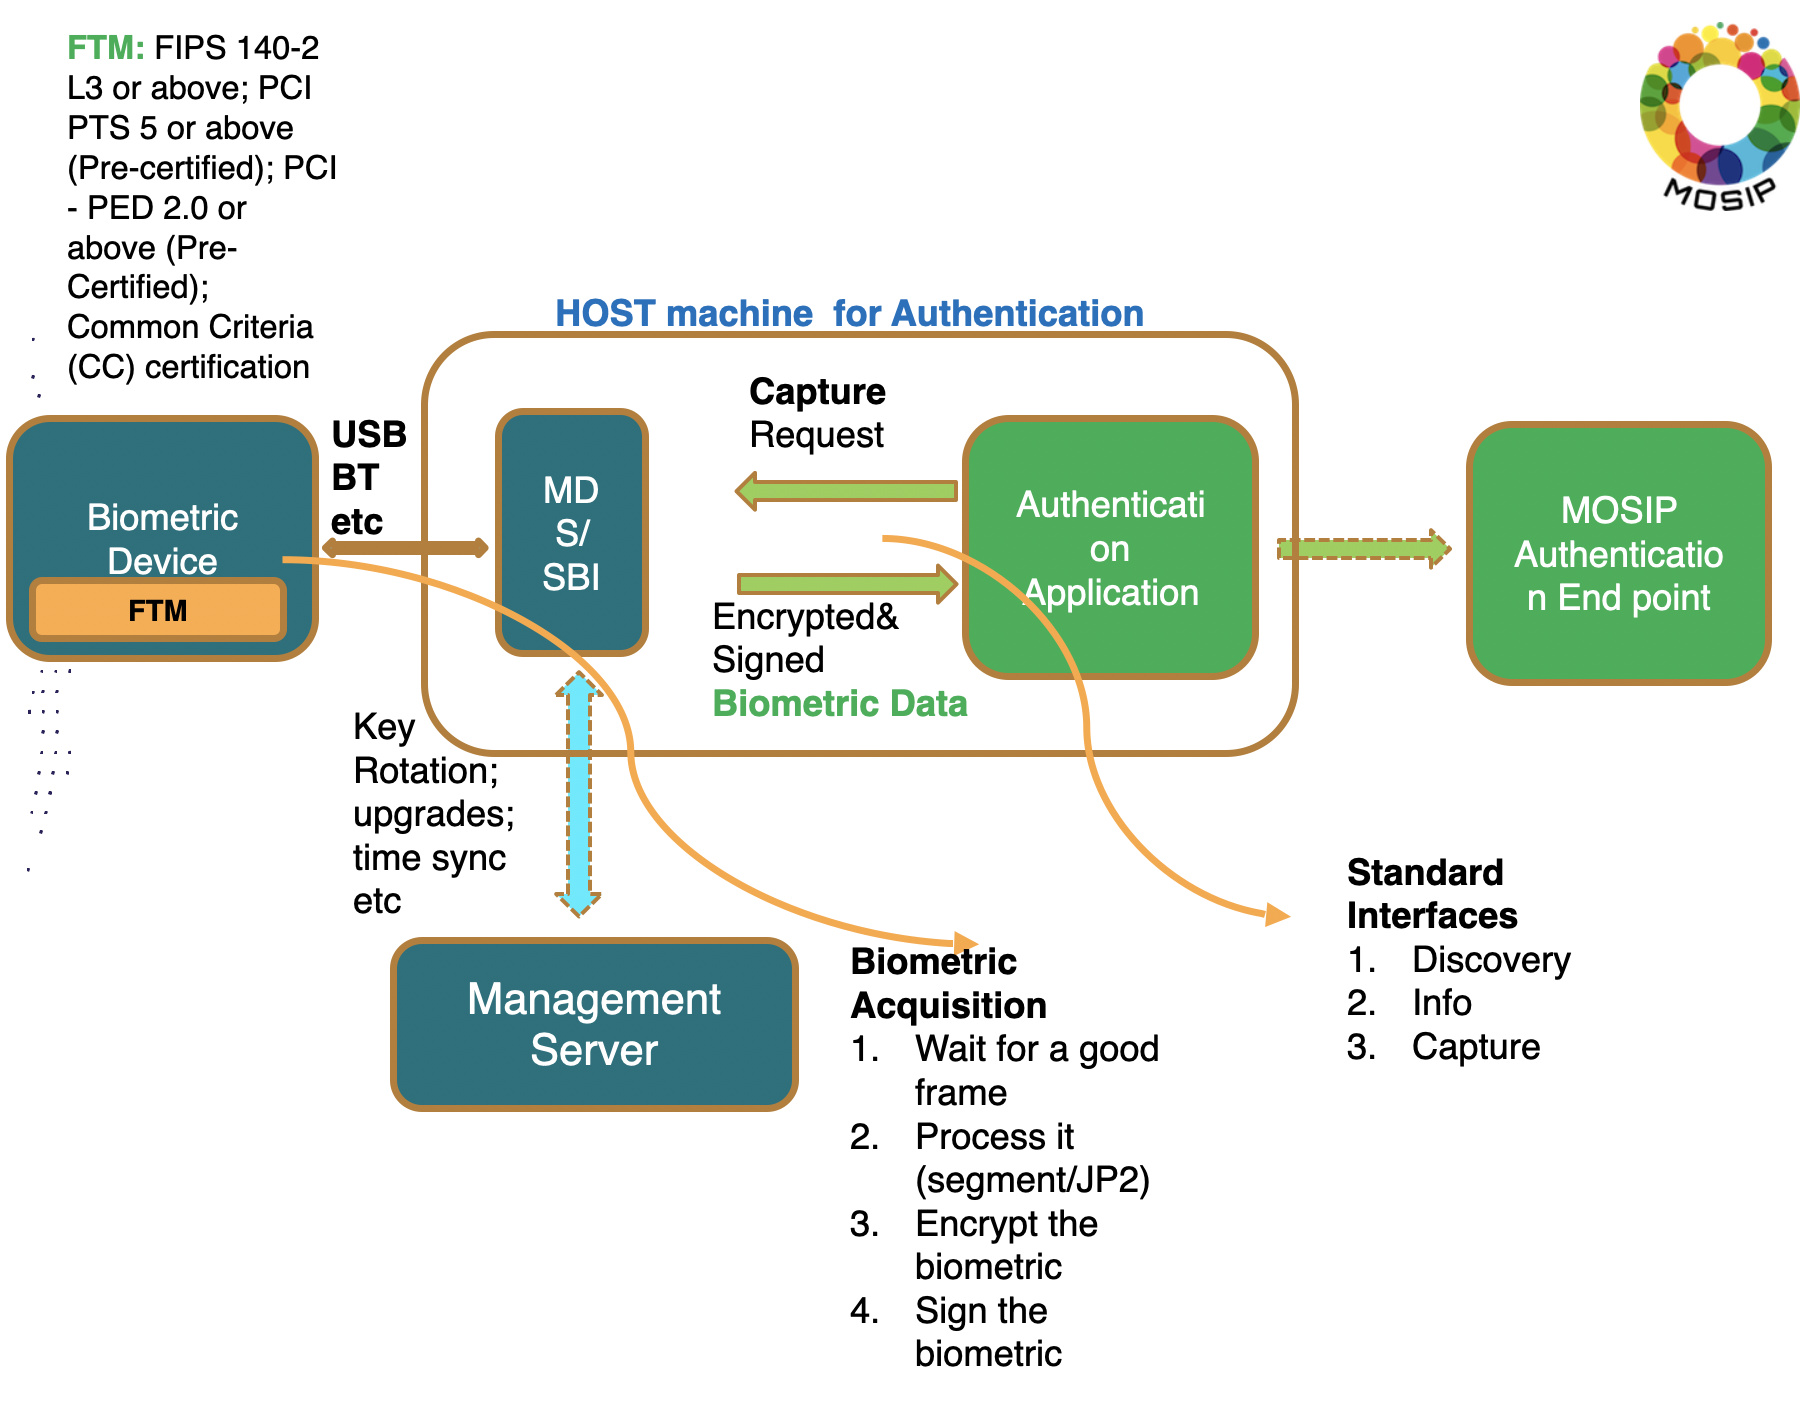 FTM: FIPS 140-2
L3 or above; PCI
PTS 5 or above
(Pre-certified); PCI
- PED 2.0 or
above (Pre-
Certified);
Common Criteria
(CC) certification
MOSIP
HOST machine  for Authentication
Biometric
Device
FTM
USB
BT
etc
MD
S/
SBI
Capture
Request
Encrypted&
Signed
Biometric Data
Authenticati
on
Application
MOSIP
Authenticatio
n End point
Key
Rotation;
upgrades;
time sync
etc
Management
Server
Biometric
Acquisition
1. Wait for a good
frame
2. Process it
(segment/JP2)
3. Encrypt the
biometric
4. Sign the
biometric
Standard
Interfaces
1. Discovery
2. Info
3. Capture